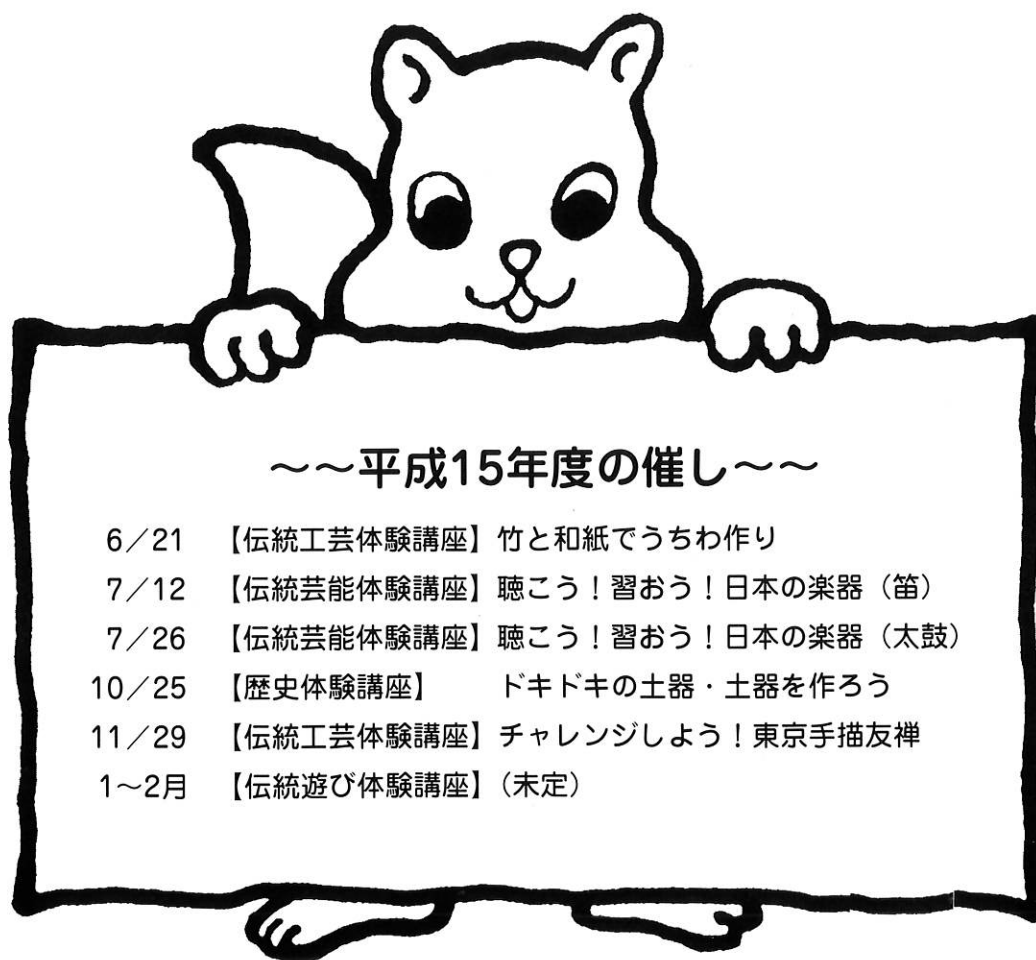 ～～平成15年度の催し～～
6／21 【伝統工芸体験講座】竹と和紙でうちわ作り
7／12 【伝統芸能体験講座】聴こう！習おう！日本の楽器（笛）
7／26 【伝統芸能体験講座】聴こう！習おう！日本の楽器（太鼓）
10／25 【歴史体験講座】 ドキドキの土器・土器を作ろう
11／29 【伝統工芸体験講座】チャレンジしよう！東京手描友禅
1～2月 【伝統遊び体験講座】（未定）